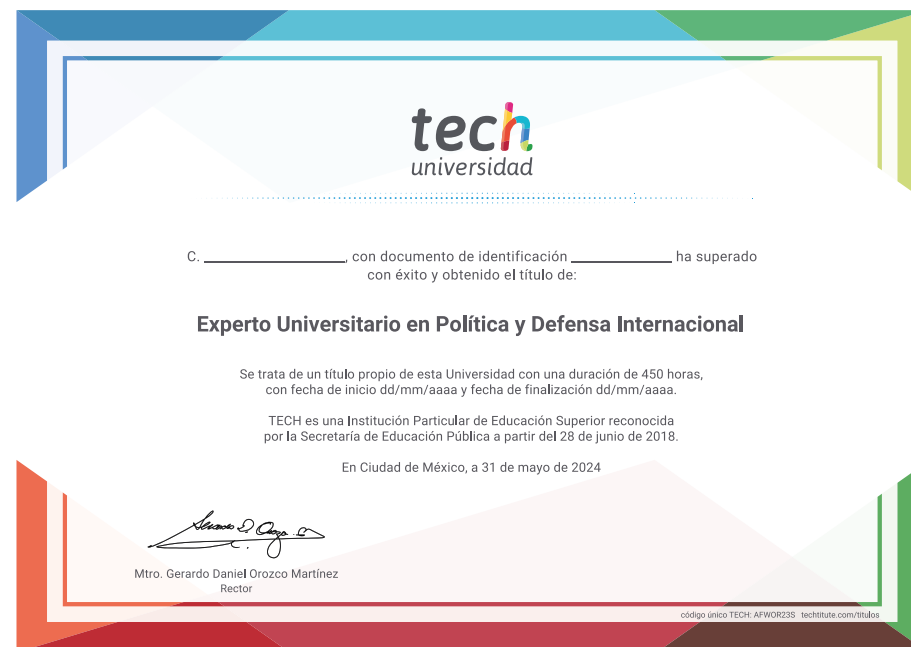 tech
universidad
C. ____________, con documento de identificación ____________ ha superado
con éxito y obtenido el título de:
Experto Universitario en Política y Defensa Internacional
Se trata de un título propio de esta Universidad con una duración de 450 horas,
con fecha de inicio dd/mm/aaaa y fecha de finalización dd/mm/aaaa.
TECH es una Institución Particular de Educación Superior reconocida
por la Secretaría de Educación Pública a partir del 28 de junio de 2018.
En Ciudad de México, a 31 de mayo de 2024
Mtro. Gerardo Daniel Orozco Martínez
Rector
código único TECH: AFWOR23S techtitute.com/titulos